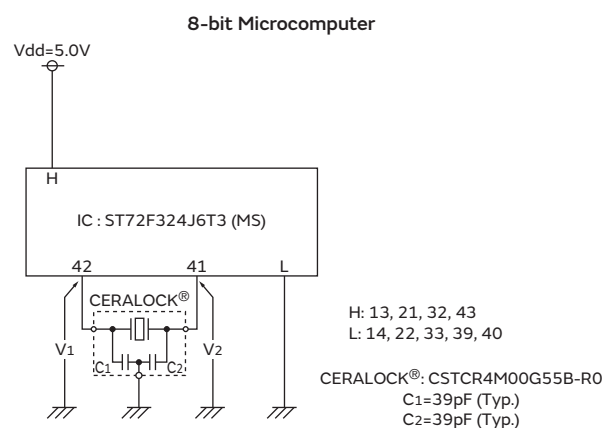 8-bit Microcomputer
Vdd=5.0V
H
IC : ST72F324J6T3 (MS)
42 41 L
CERALOCK®
V1 C1 C2 V2
H: 13, 21, 32, 43
L: 14, 22, 33, 39, 40
CERALOCK®: CSTCR4M00G55B-R0
C1=39pF (Typ.)
C2=39pF (Typ.)